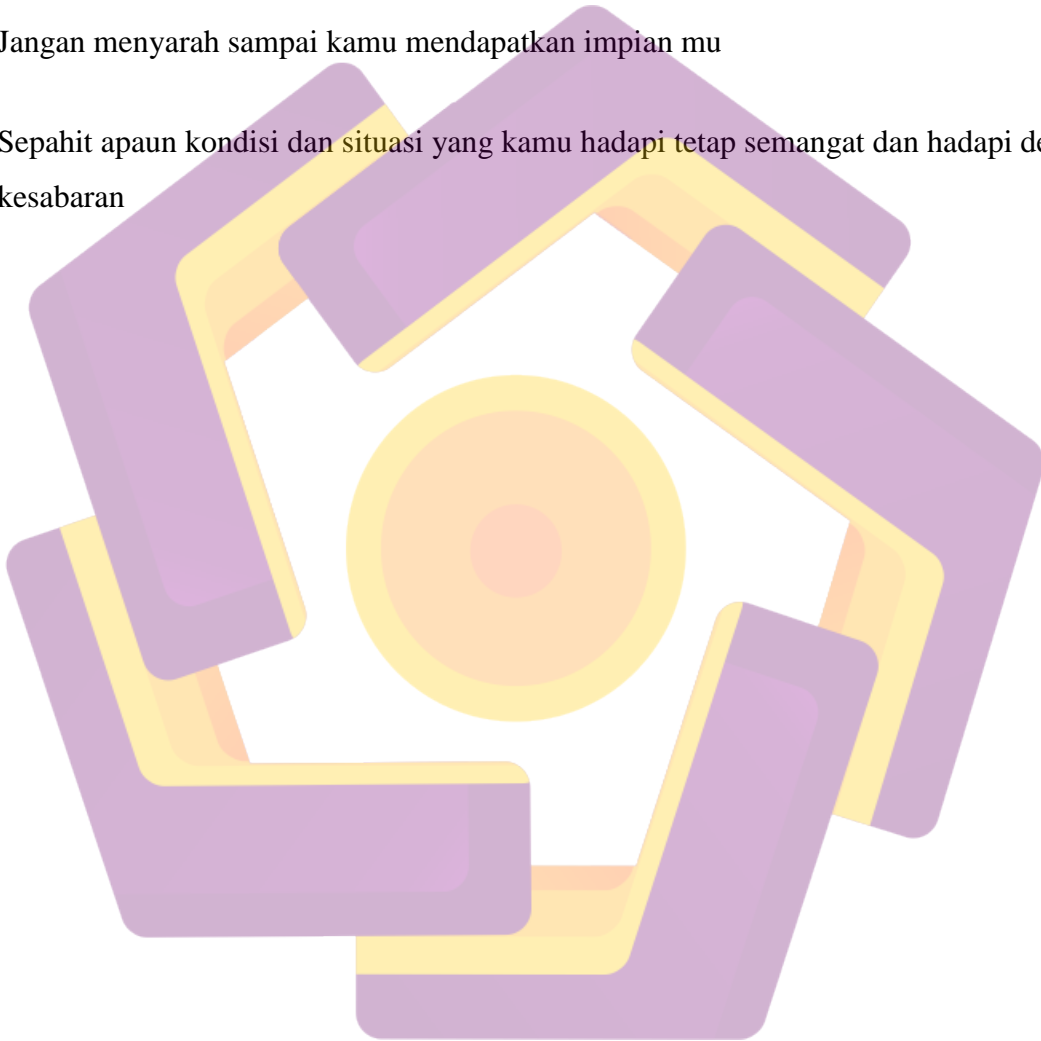 Jangan menyarah sampai kamu mendapatkan impian mu
Sepahit apaun kondisi dan situasi yang kamu hadapi tetap semangat dan hadapi
kesabaran